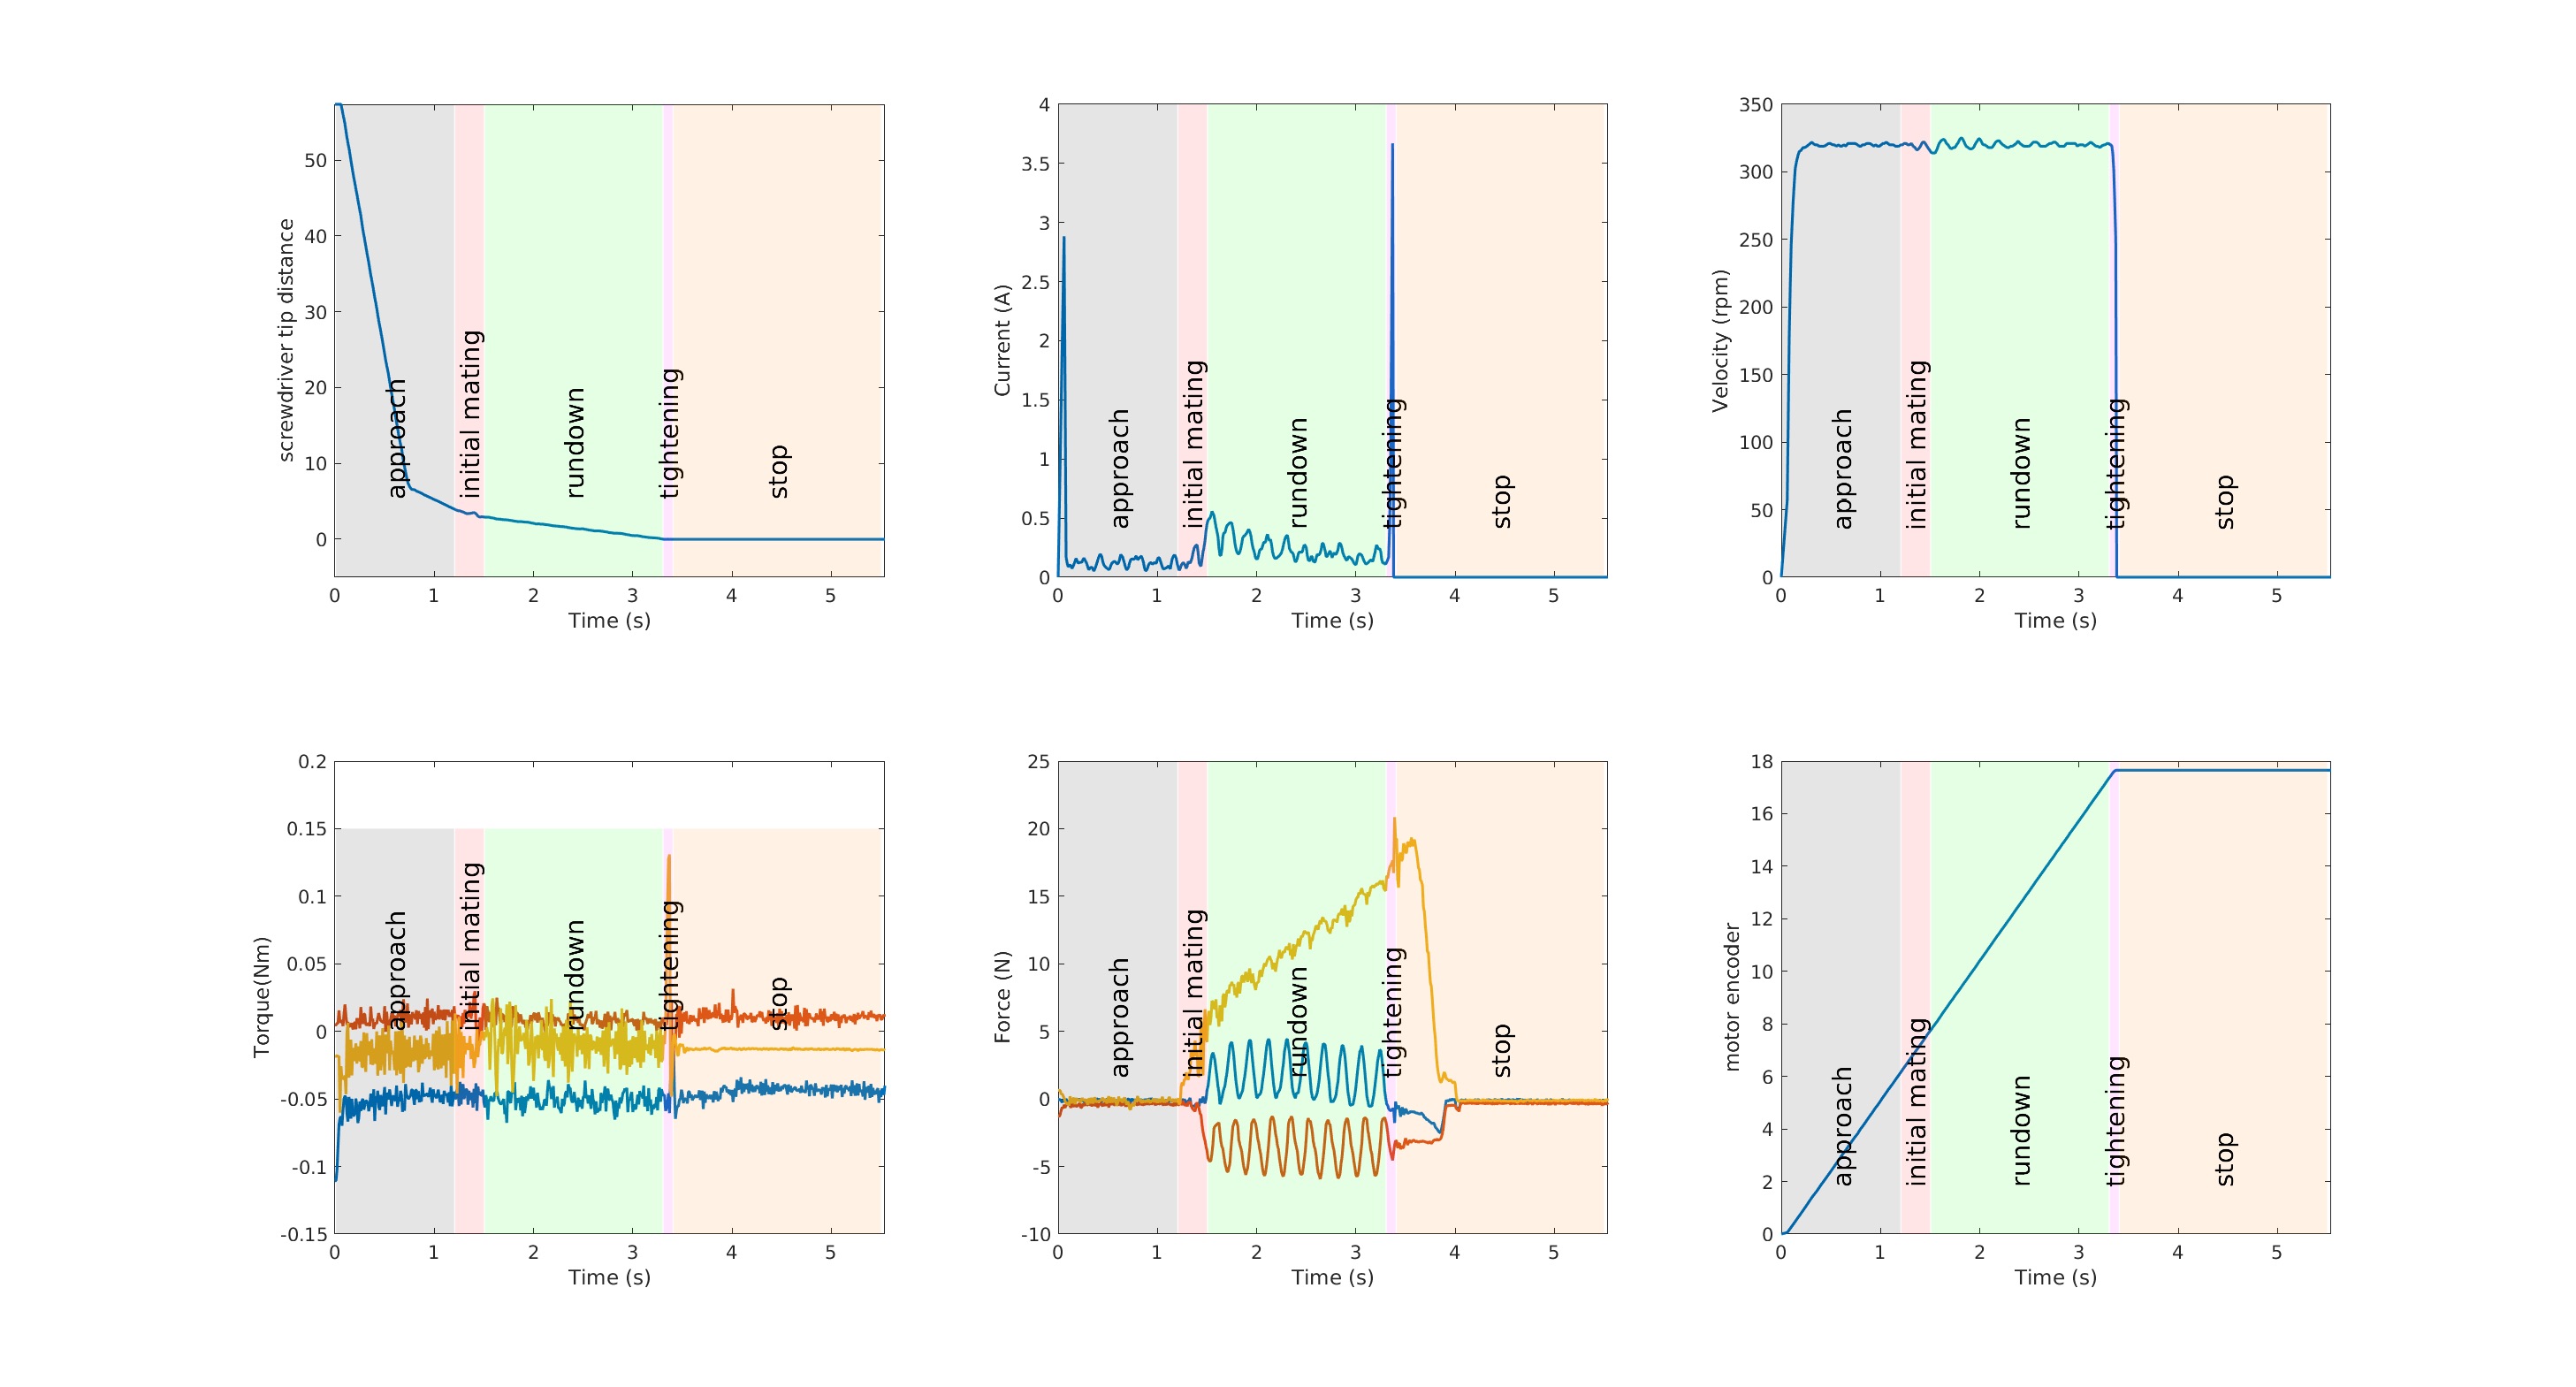 screwdriver tip distance
50
40
30
20
10
0
approach
initial mating
rundown
tightening
stop
0 1 2 3 4 5
Time (s)
Current (A)
4
3.5
3
2.5
2
1.5
1
0.5
0
approach
initial mating
rundown
tightening
stop
0 1 2 3 4 5
Time (s)
Velocity (rpm)
350
300
250
200
150
100
50
0
approach
initial mating
rundown
tightening
stop
0 1 2 3 4 5
Time (s)
Torque(Nm)
0.2
0.15
0.1
0.05
0
-0.05
-0.1
-0.15
approach
initial mating
rundown
tightening
stop
0 1 2 3 4 5
Time (s)
Force (N)
25
20
15
10
5
0
-5
-10
approach
initial mating
rundown
tightening
stop
0 1 2 3 4 5
Time (s)
motor encoder
18
16
14
12
10
8
6
4
2
0
approach
initial mating
rundown
tightening
stop
0 1 2 3 4 5
Time (s)